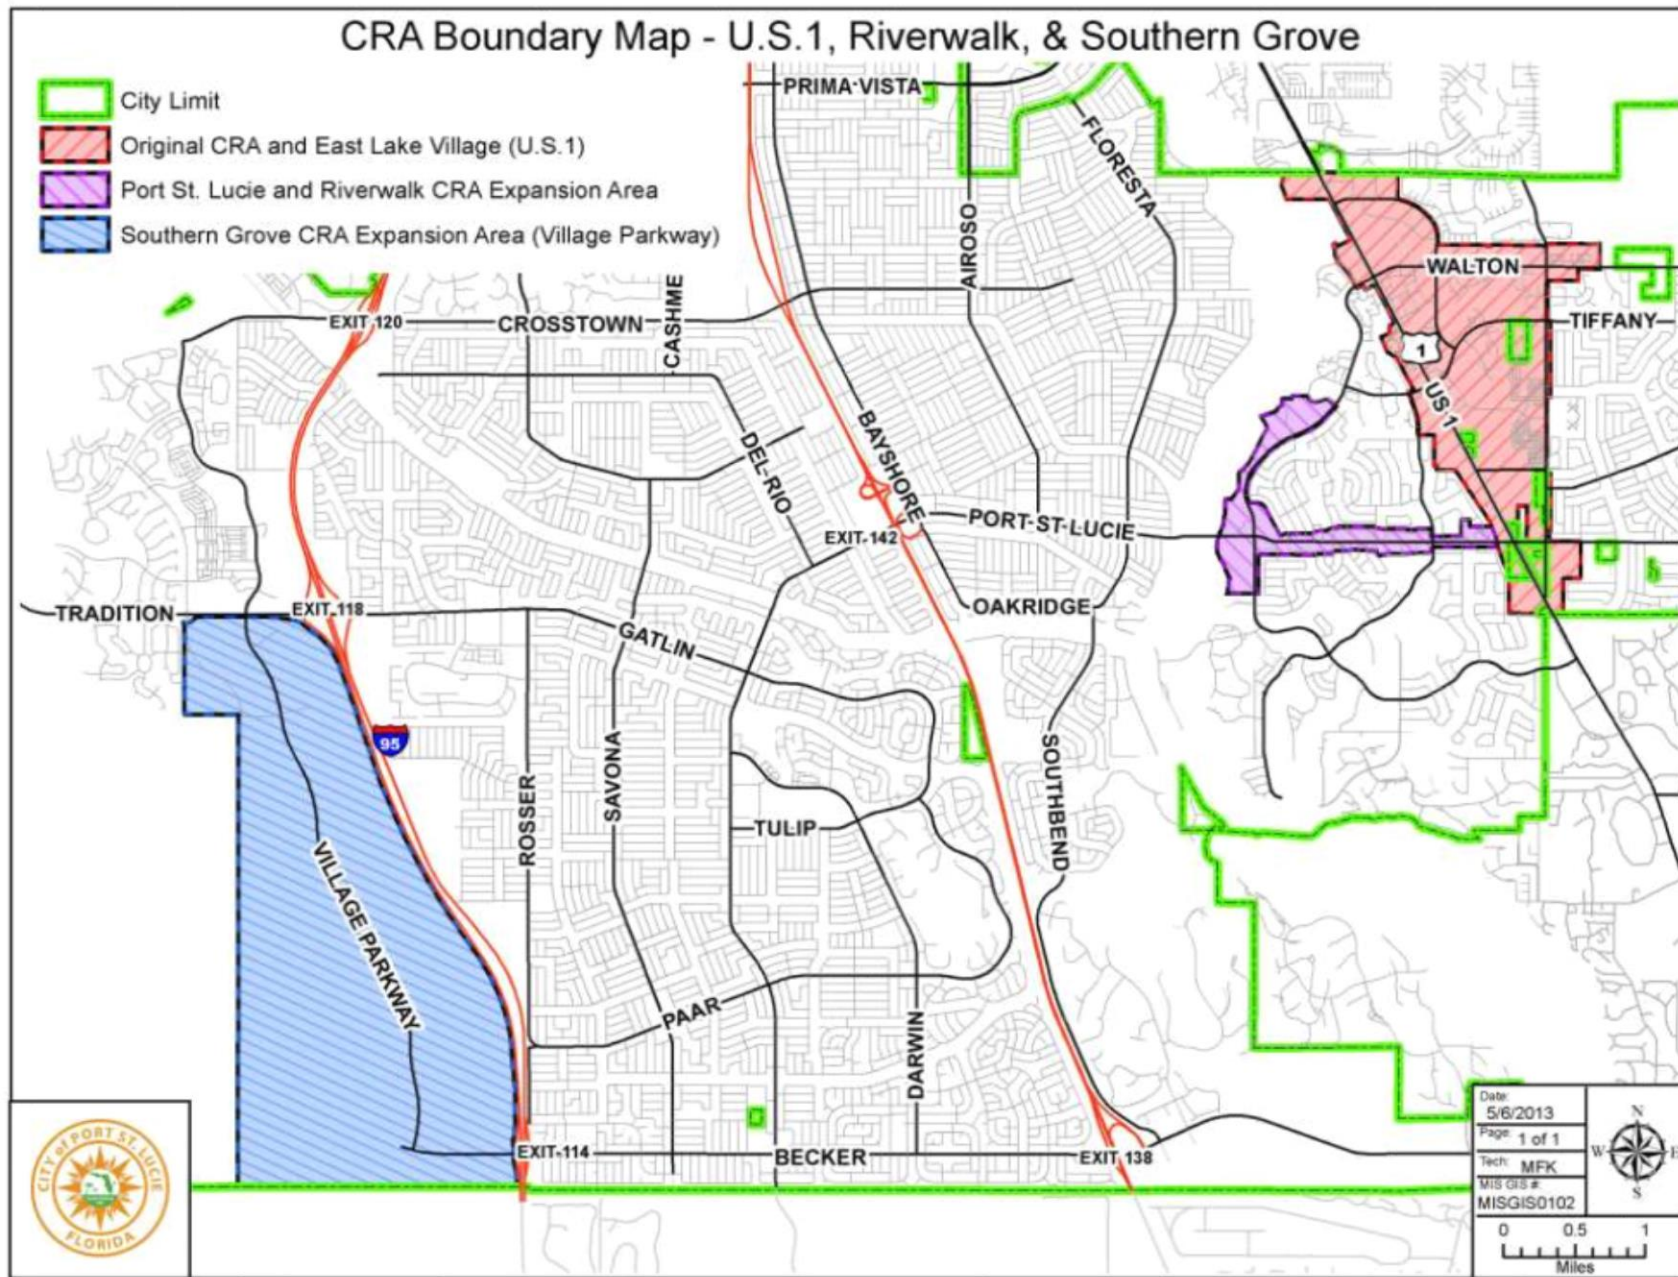 CRA Boundary Map - U.S.1, Riverwalk, & Southern Grove
City Limit
Original CRA and East Lake Village (U.S.1)
Port St. Lucie and Riverwalk CRA Expansion Area
Southern Grove CRA Expansion Area (Village Parkway)
PRIMA VISTA
FLORESTA
AIROSO
WALTON
CASHME
EXIT 120
CROSSTOWN
TIFFANY
1
US 1
BAYSHORE
DEL-RIO
PORT-ST-LUCIE
EXIT-142
TRADITION
EXIT-118
OAKRIDGE
GATLIN
95
SAVONA
SOUTHBEND
ROSSER
TULIP
VILLAGE PARKWAY
PAAR
DARWIN
EXIT-114
BECKER
EXIT 138
CITY of PORT ST. LUCIE
FLORIDA
Date:
5/6/2013
Page: 1 of 1
Tech: MFK
MIS GIS #:
MISGIS0102
N
W
E
S
0 0.5 1
Miles